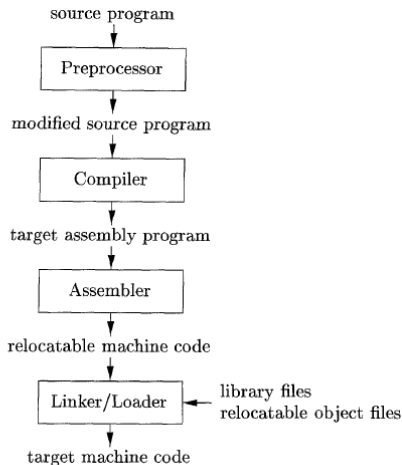 source program
Preprocessor
modified source program
Compiler
target assembly program
Assembler
relocatable machine code
Linker/Loader
library files
relocatable object files
target machine code